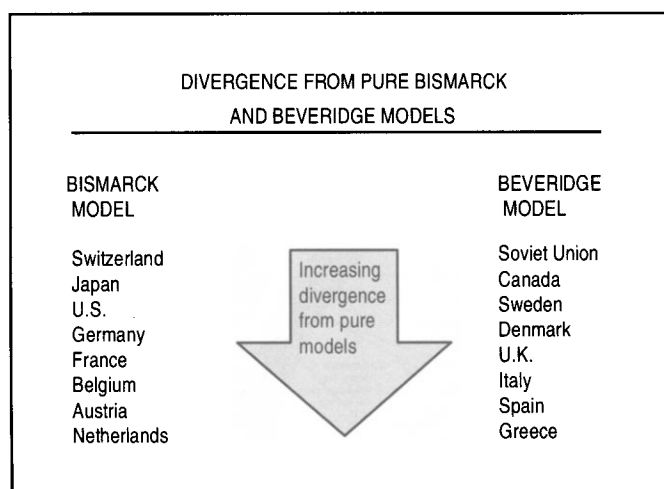 DIVERGENCE FROM PURE BISMARCK
AND BEVERIDGE MODELS
BISMARCK
MODEL
Switzerland
Japan
U.S.
Germany
France
Belgium
Austria
Netherlands
Increasing
divergence
from pure
models
BEVERIDGE
MODEL
Soviet Union
Canada
Sweden
Denmark
U.K.
Italy
Spain
Greece